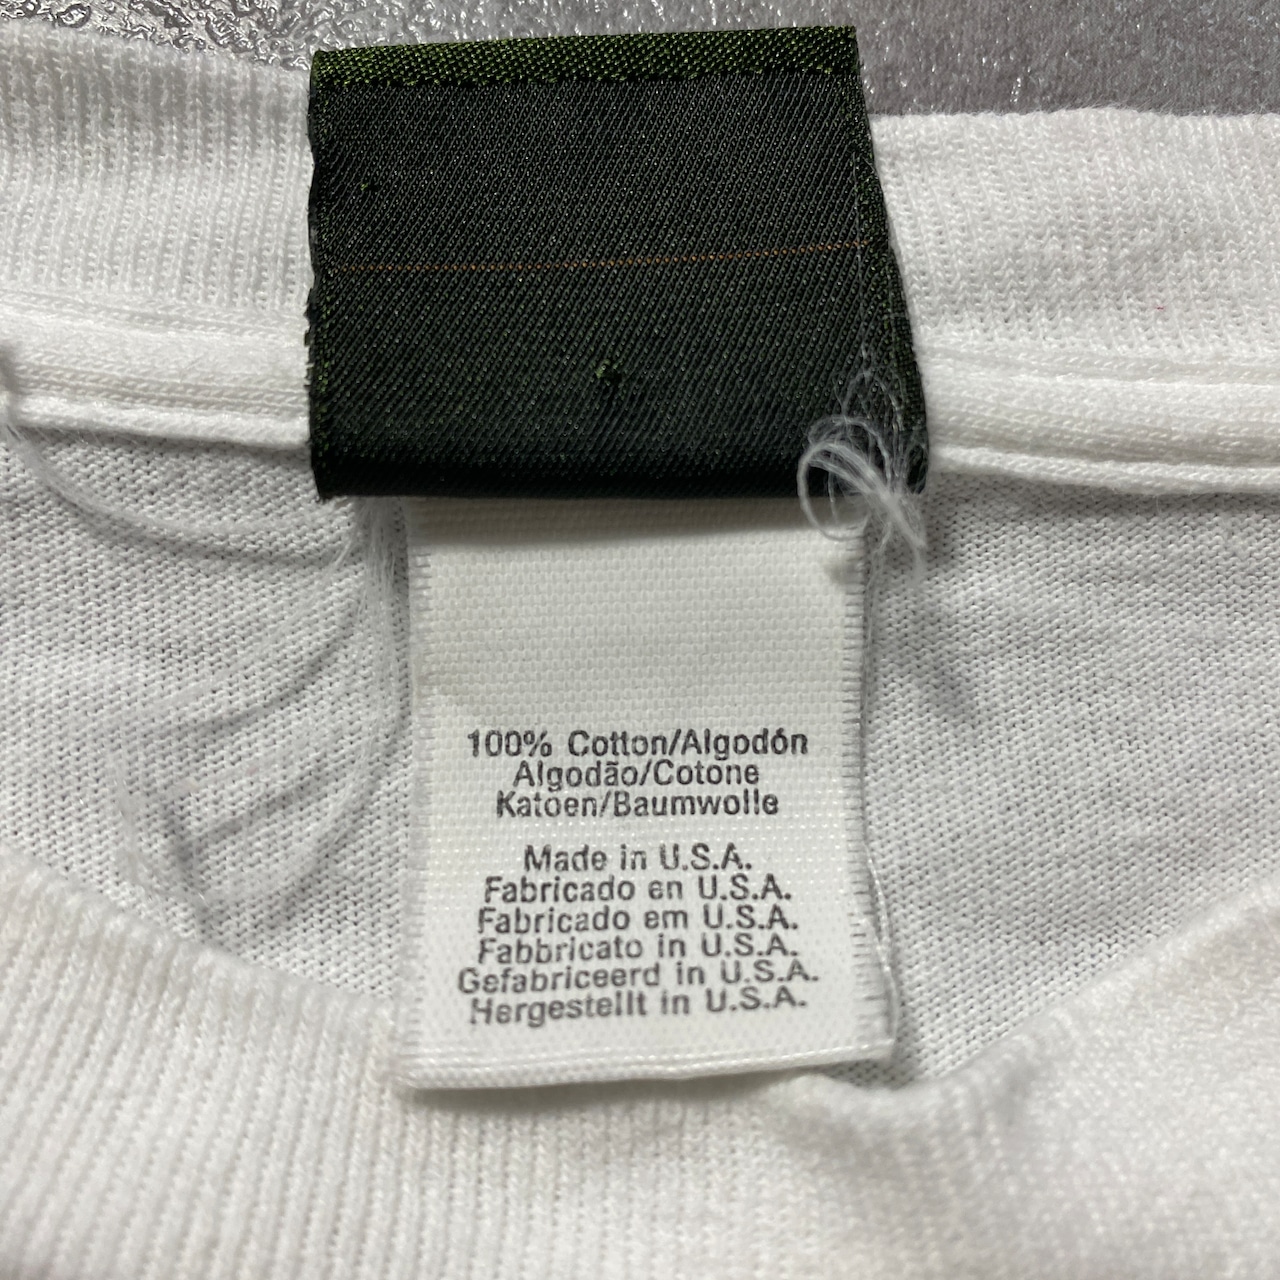 100% Cotton/Algodón
Algodão/Cotone
Katoen/Baumwolle
Made in U.S.A.
Fabricado en U.S.A.
Fabricado em U.S.A.
Fabbricato in U.S.A.
Gefabriceerd in U.S.A.
Hergestellt in U.S.A.